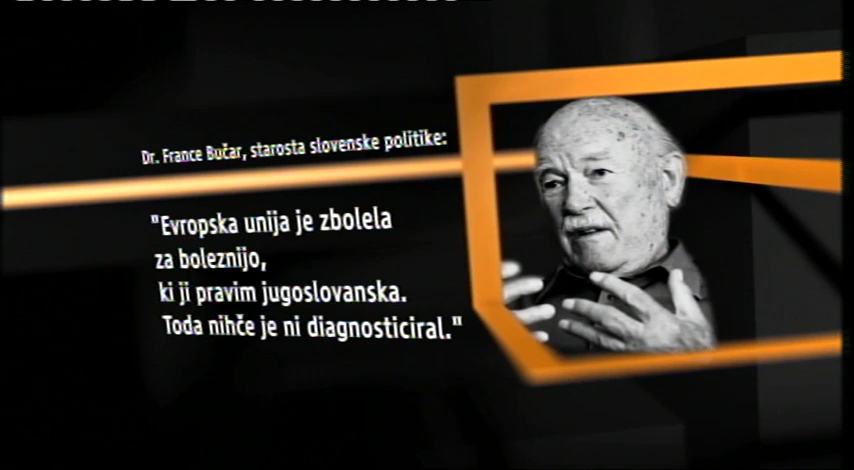 Dr. France Bučar, starosta slovenske politike:
"Evropska unija je zbolela
za boleznijo,
ki ji pravim jugoslovanska.
Toda nihče je ni diagnosticiral."